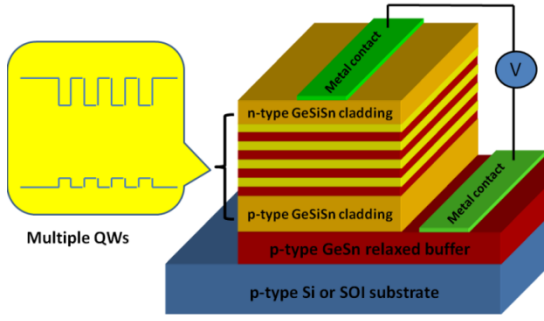 Metal contact
V
n-type GeSiSn cladding
p-type GeSiSn cladding
Metal contact
Multiple QWs
p-type GeSn relaxed buffer
p-type Si or SOI substrate